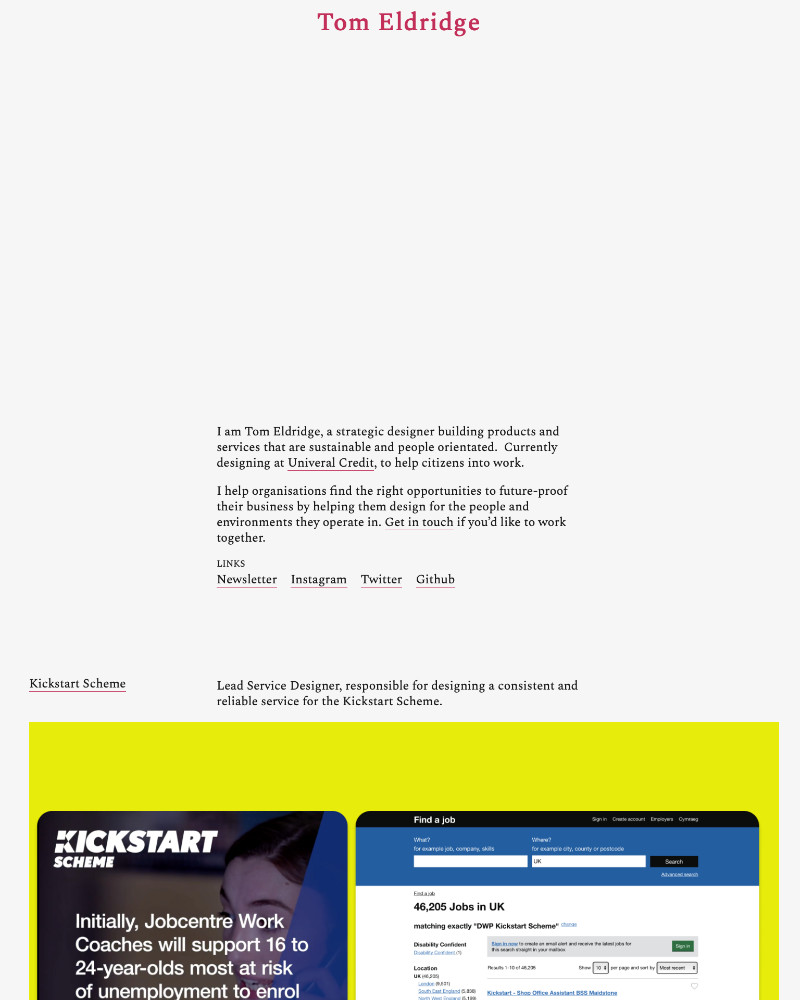 Tom Eldridge
I am Tom Eldridge, a strategic designer building products and
services that are sustainable and people orientated. Currently
designing at Univeral Credit, to help citizens into work.
I help organisations find the right opportunities to future-proof
their business by helping them design for the people and
environments they operate in. Get in touch if you'd like to work
together.
LINKS
Newsletter Instagram Twitter Github
Kickstart Scheme
Lead Service Designer, responsible for designing a consistent and
reliable service for the Kickstart Scheme.
KICKSTART
SCHEME
Initially, Jobcentre Work
Coaches will support 16 to
24-year-olds most at risk
of unemployment to enrol
Find a job
Sign in Create account Employers Cymraeg
What? Where?
for example job, company, skills for example city, county or postcode
UK Search
Advanced search
Find a job
46,205 Jobs in UK
matching exactly "DWP Kickstart Scheme" change
Disability Confident
Disability Confident (1)
Sign in now to create an email alert and receive the latest jobs for
this search straight in your mailbox
Sign in
Location
UK (46,205)
London (9,101)
South East England (5,838)
North West England (5,189)
Results 1-10 of 46,205 Show 10 per page and sort by Most recent
Kickstart - Shop Office Assistant BSS Maidstone